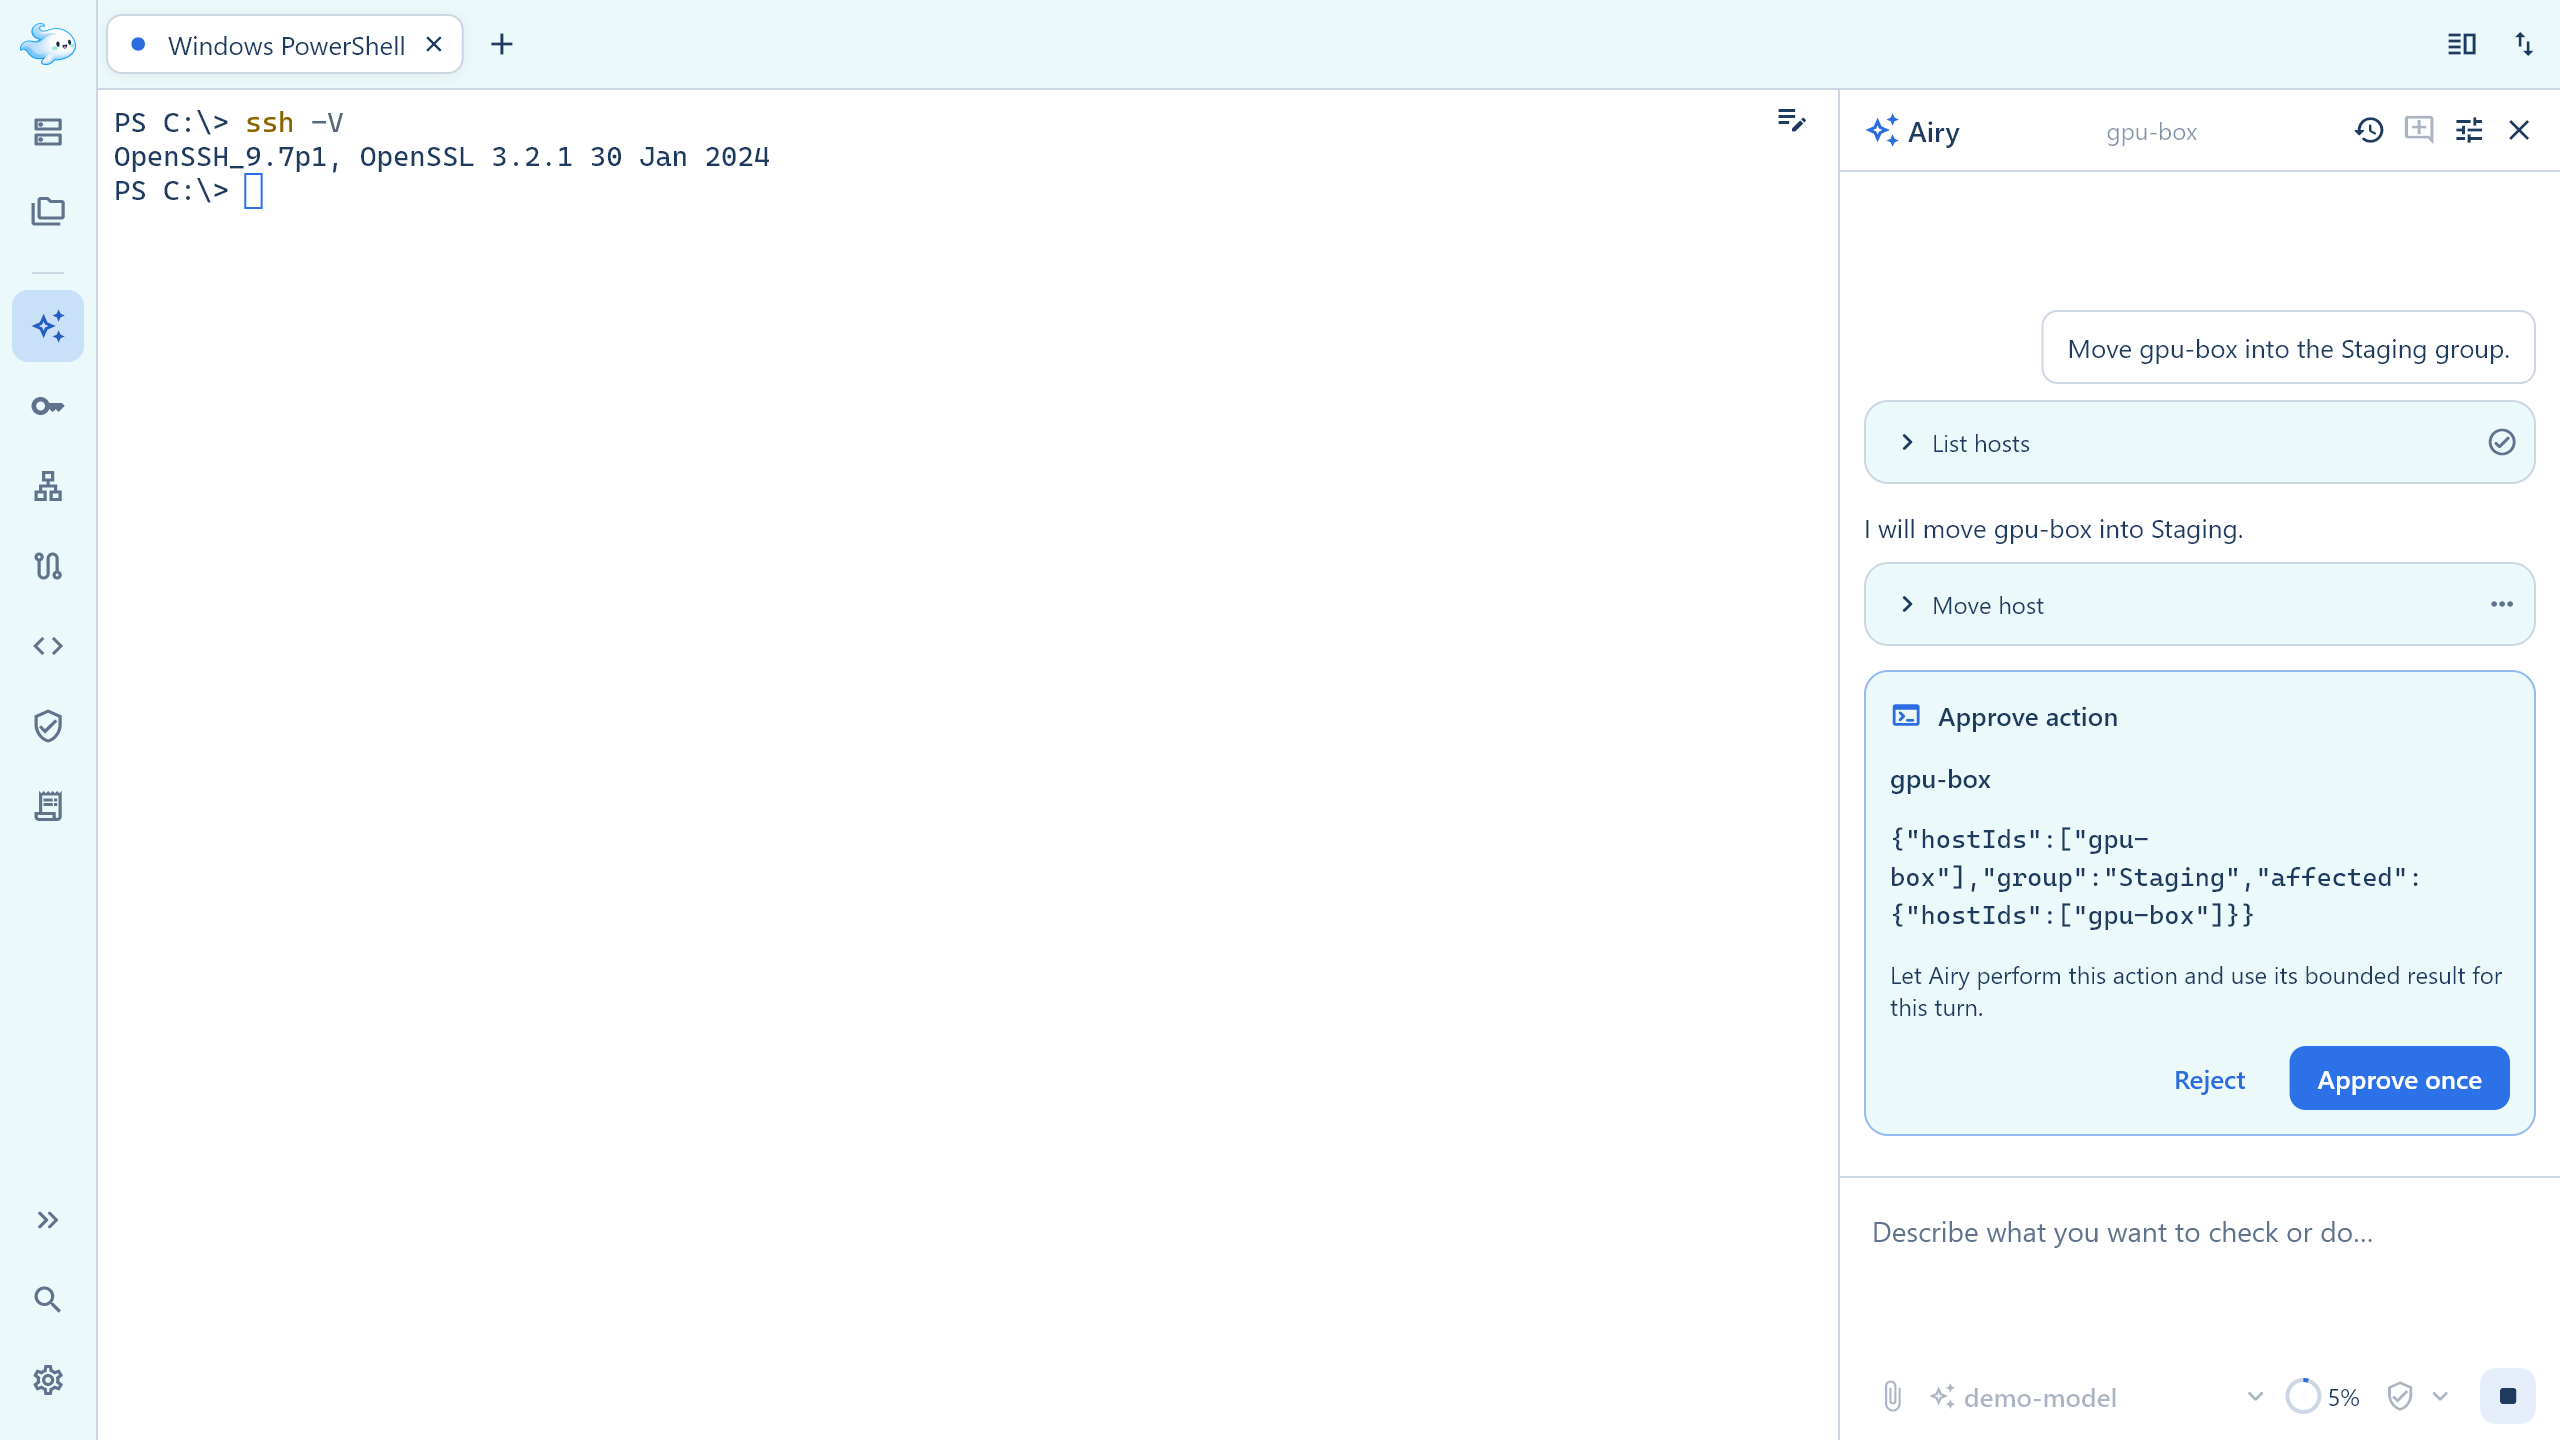 Windows PowerShell
PS C:\> ssh -V
OpenSSH_9.7p1, OpenSSL 3.2.1 30 Jan 2024
PS C:\>
Airy
gpu-box
Move gpu-box into the Staging group.
List hosts
I will move gpu-box into Staging.
Move host
Approve action
gpu-box
{"hostIds":["gpu-
box"],"group":"Staging","affected":
{"hostIds":["gpu-box"]}}
Let Airy perform this action and use its bounded result for
this turn.
Reject
Approve once
Describe what you want to check or do...
demo-model
5%